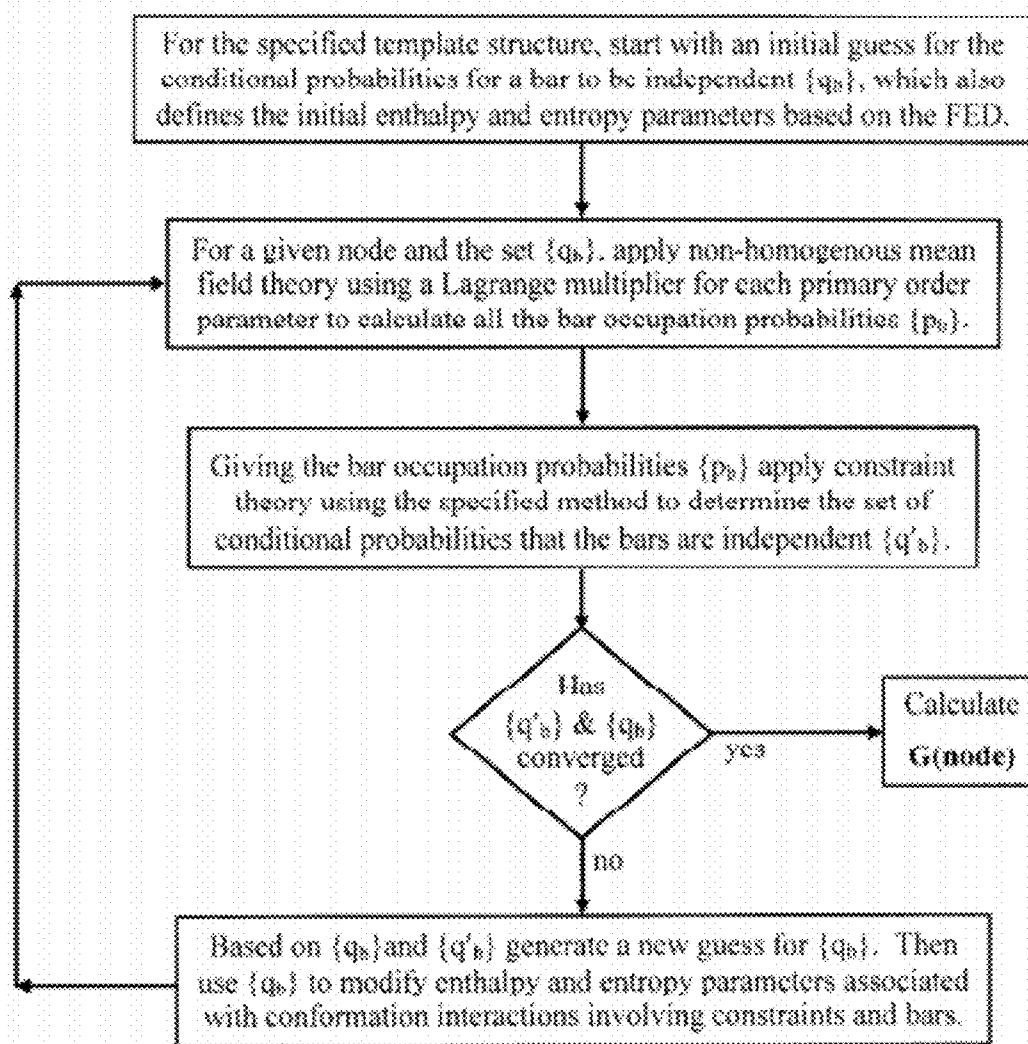 For the specified template structure, start with an initial guess for the
conditional probabilities for a bar to be independent {qb}, which also
defines the initial enthalpy and entropy parameters based on the FED.
For a given node and the set {qb}. apply non-homogenous mean
field theory using a Lagrange multiplier for each primary order
parameter to calculate all the bar occupation probabilities {pb}.
Giving the bar occupation probabilities {pb} apply constraint
theory using the specified method to determine the set of
conditional probabilities that the bars are independent {q'b}.
Has
{q'b} & {qb}
converged
?
yes
Calculate
G(node)
no
Based on {qb}and {q'b} generate a new guess for {qb}. Then
use {qb} to modify enthalpy and entropy parameters associated
with conformation interactions involving constraints and bars.